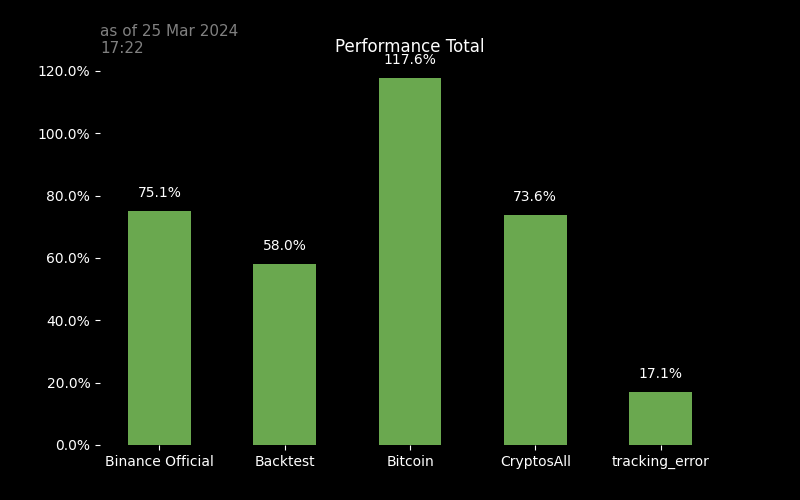 as of 25 Mar 2024
17:22
Performance Total
120.0%
100.0%
80.0%
60.0%
40.0%
20.0%
0.0%
75.1%
58.0%
117.6%
73.6%
17.1%
Binance Official
Backtest
Bitcoin
CryptosAll
tracking_error